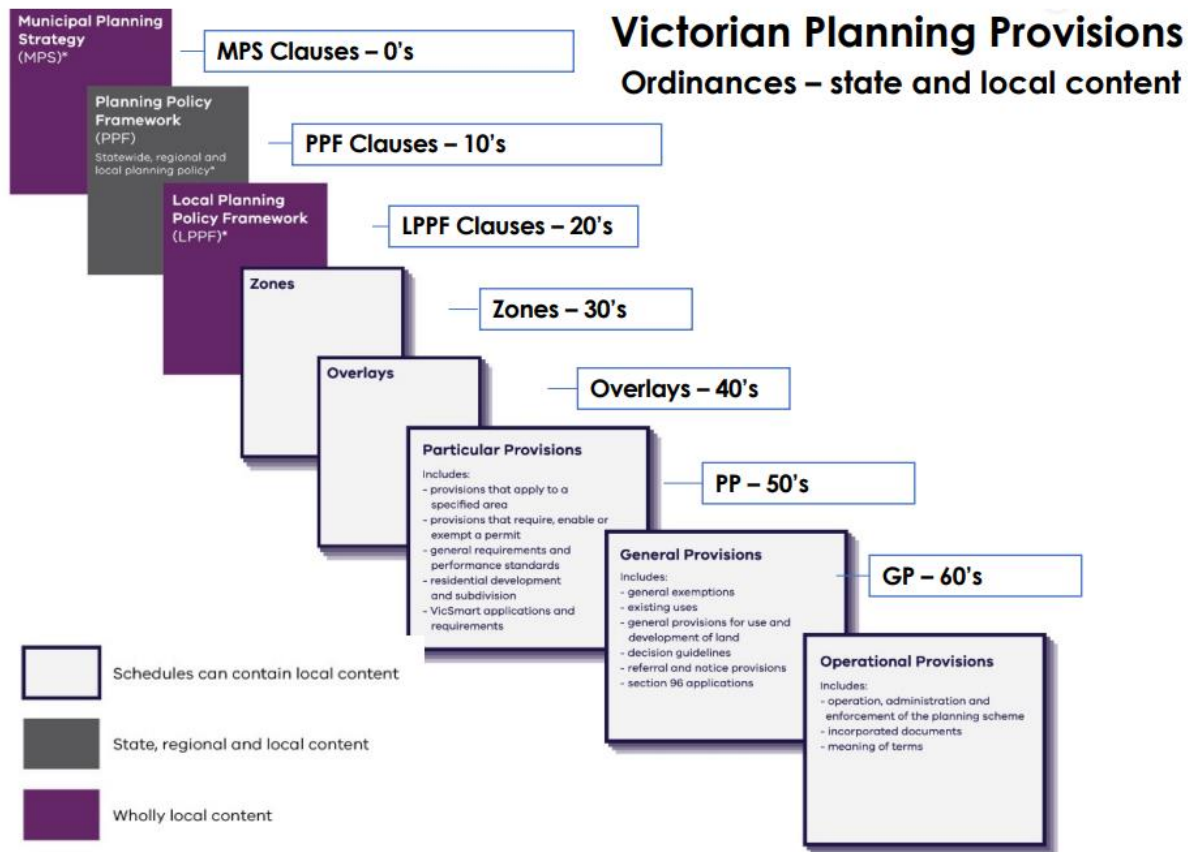 Victorian Planning Provisions
Ordinances – state and local content
Municipal Planning
Strategy
(MPS)*
MPS Clauses – 0's
Planning Policy
Framework
(PPF)
Statewide, regional and
local planning policy*
PPF Clauses – 10's
Local Planning
Policy Framework
(LPPF)*
LPPF Clauses – 20's
Zones
Zones – 30's
Overlays
Overlays – 40's
Particular Provisions
Includes:
- provisions that apply to a
specified area
- provisions that require, enable or
exempt a permit
- general requirements and
performance standards
- residential development
and subdivision
- VicSmart applications and
requirements
PP – 50's
General Provisions
Includes:
- general exemptions
- existing uses
- general provisions for use and
development of land
- decision guidelines
- referral and notice provisions
- section 96 applications
GP – 60's
Operational Provisions
Includes:
- operation, administration and
enforcement of the planning scheme
- incorporated documents
- meaning of terms
Schedules can contain local content
State, regional and local content
Wholly local content